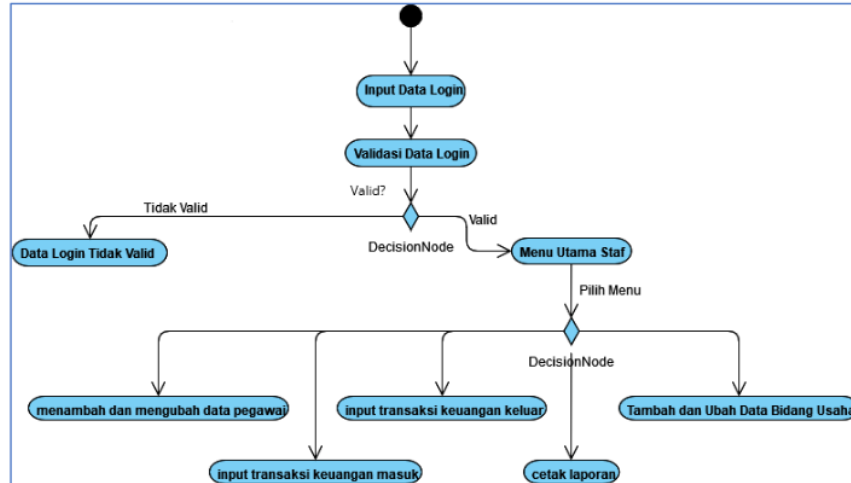 Input Data Login
Validasi Data Login
Valid?
Tidak Valid
Valid
DecisionNode
Data Login Tidak Valid
Menu Utama Staf
Pilih Menu
DecisionNode
menambah dan mengubah data pegawai
input transaksi keuangan keluar
Tambah dan Ubah Data Bidang Usaha
input transaksi keuangan masuk
cetak laporan